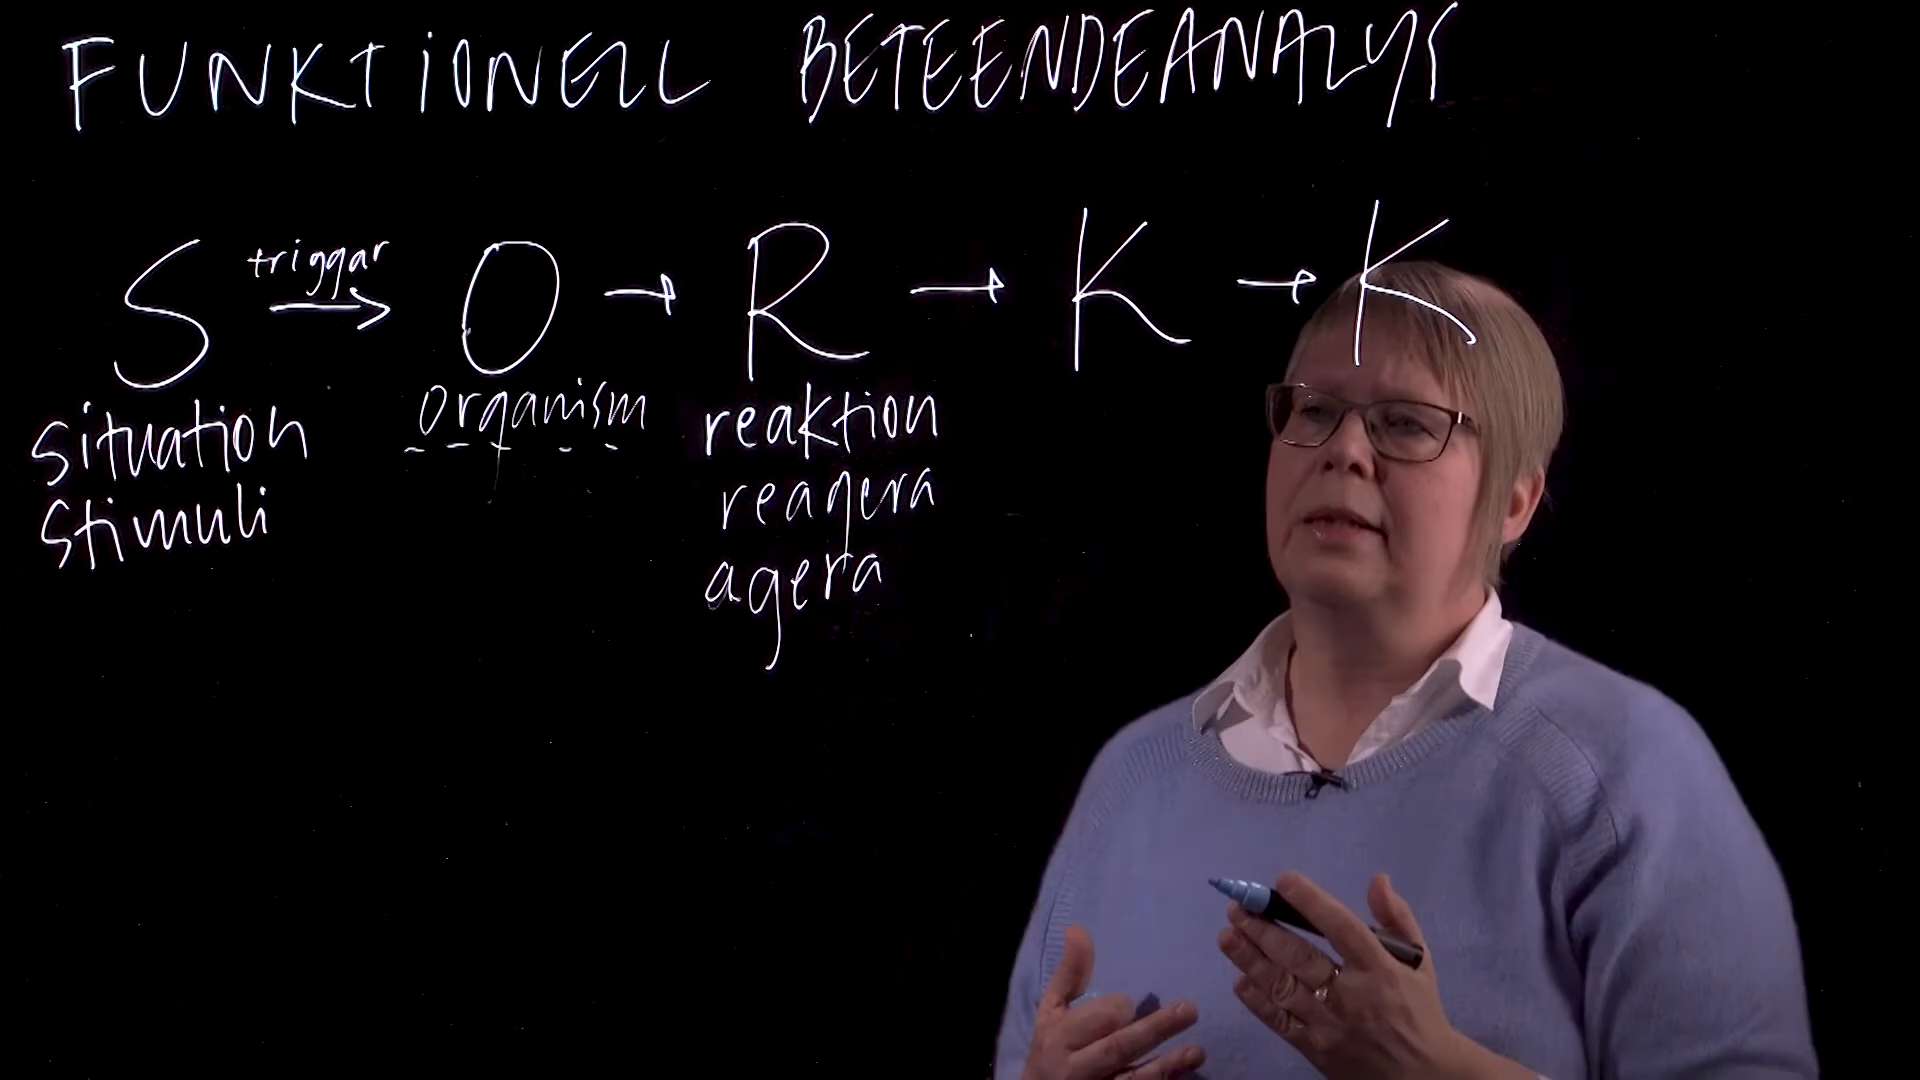 FUNKTIONELL BETEENDEANALYS
S triggar → O → R → K → K
situation organism reaktion
stimuli reagera
agera